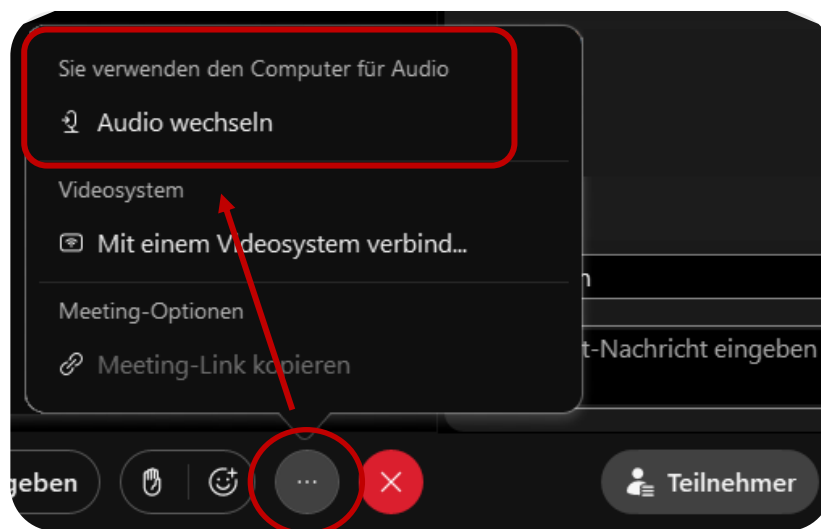 Sie verwenden den Computer für Audio
Audio wechseln
Videosystem
Mit einem Videosystem verbind...
Meeting-Optionen
Meeting-Link kopieren
n
t-Nachricht eingeben
geben
Teilnehmer